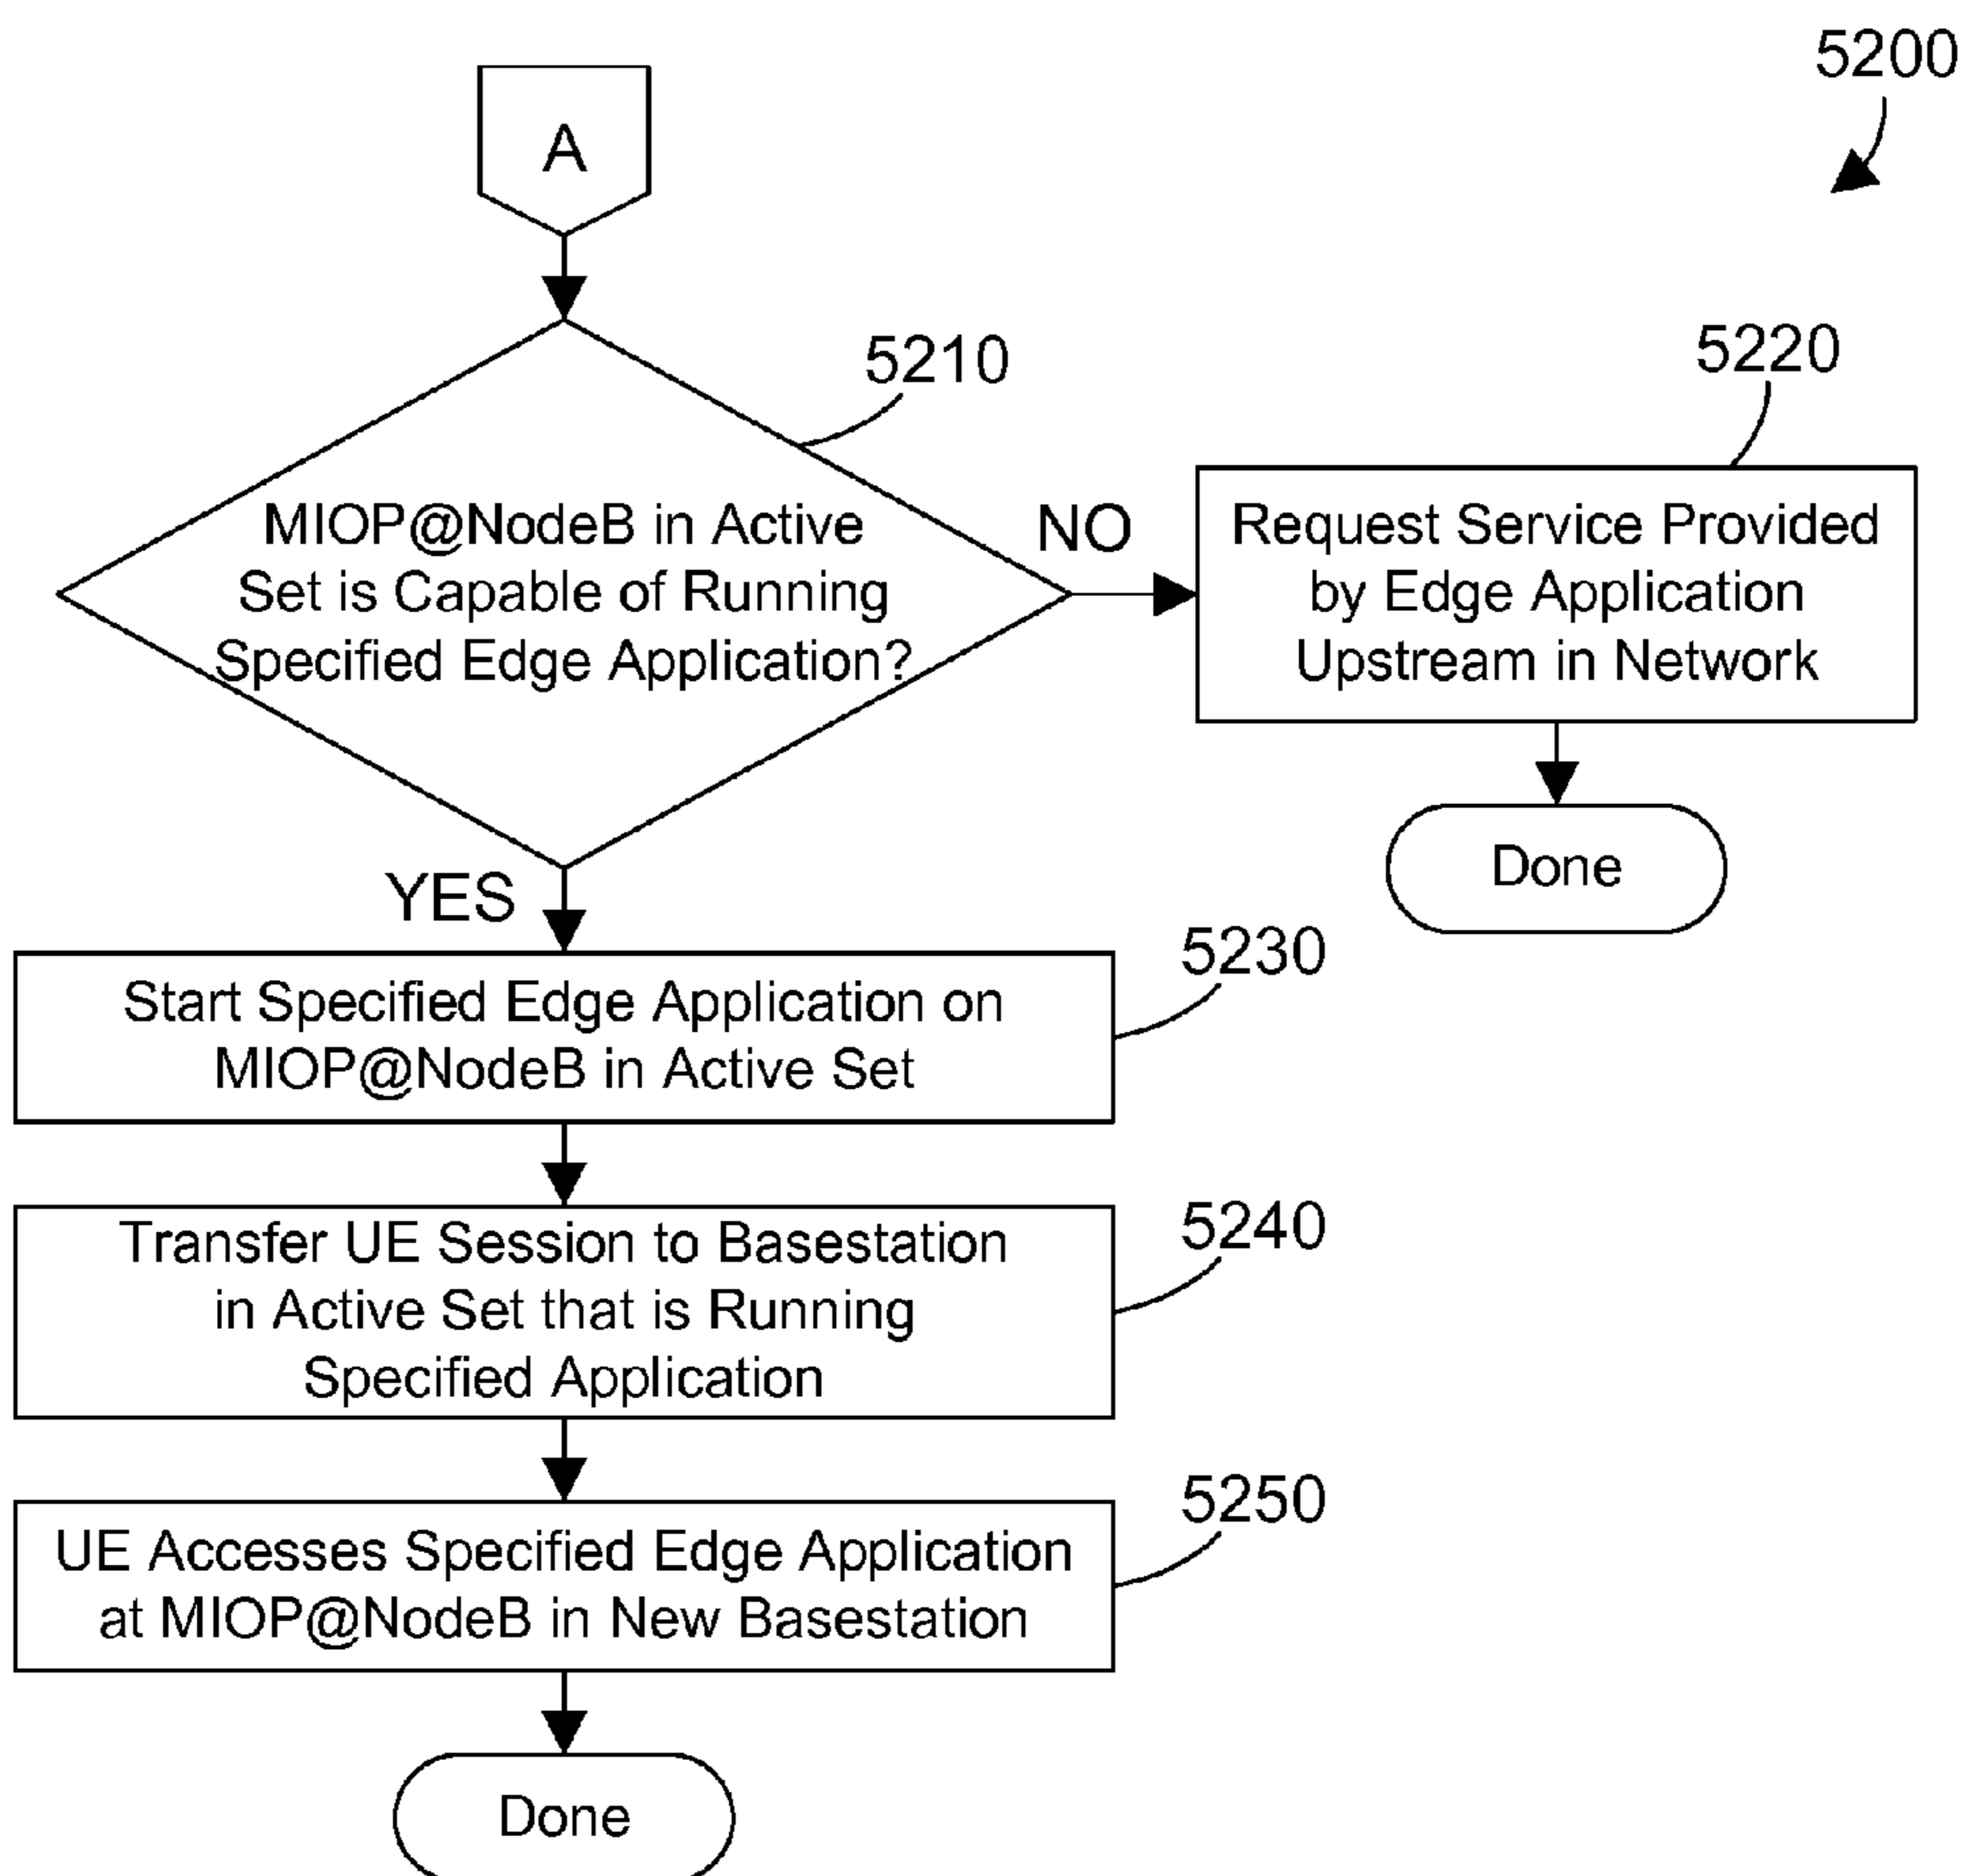 5200
A
5210
MIOP@NodeB in Active
Set is Capable of Running
Specified Edge Application?
NO
5220
Request Service Provided
by Edge Application
Upstream in Network
Done
YES
5230
Start Specified Edge Application on
MIOP@NodeB in Active Set
5240
Transfer UE Session to Basestation
in Active Set that is Running
Specified Application
5250
UE Accesses Specified Edge Application
at MIOP@NodeB in New Basestation
Done